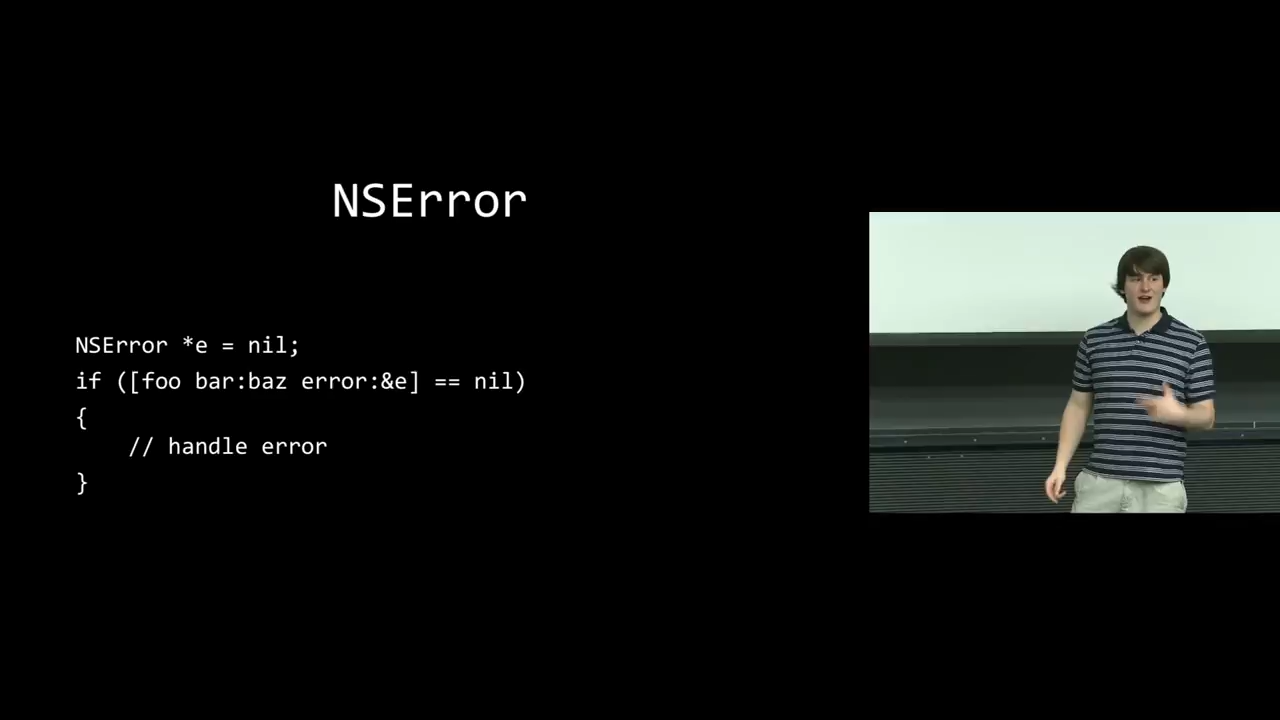 NSError
NSError *e = nil;
if ([foo bar:baz error:&e] == nil)
{
    // handle error
}